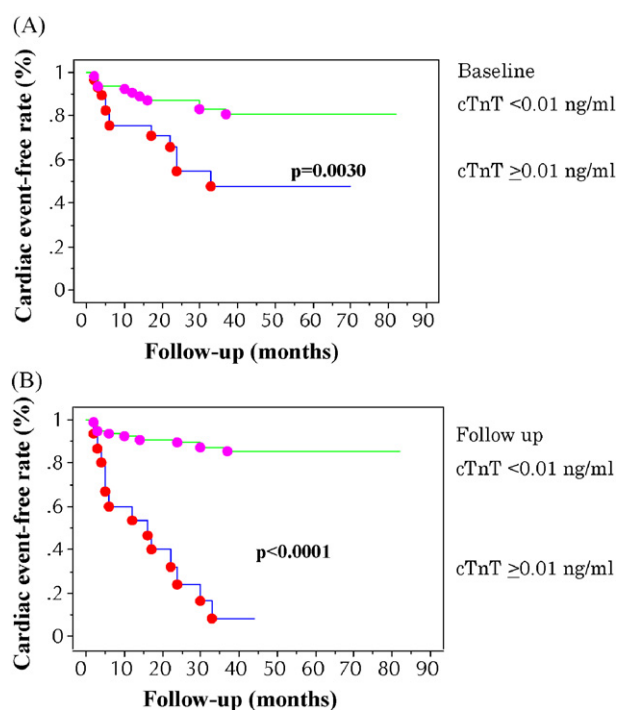 (A)
Cardiac event-free rate (%)
1
.8
.6
.4
.2
0
p=0.0030
0 10 20 30 40 50 60 70 80 90
Follow-up (months)
Baseline
cTnT <0.01 ng/ml
cTnT ≥0.01 ng/ml
(B)
Cardiac event-free rate (%)
1
.8
.6
.4
.2
0
p<0.0001
0 10 20 30 40 50 60 70 80 90
Follow-up (months)
Follow up
cTnT <0.01 ng/ml
cTnT ≥0.01 ng/ml